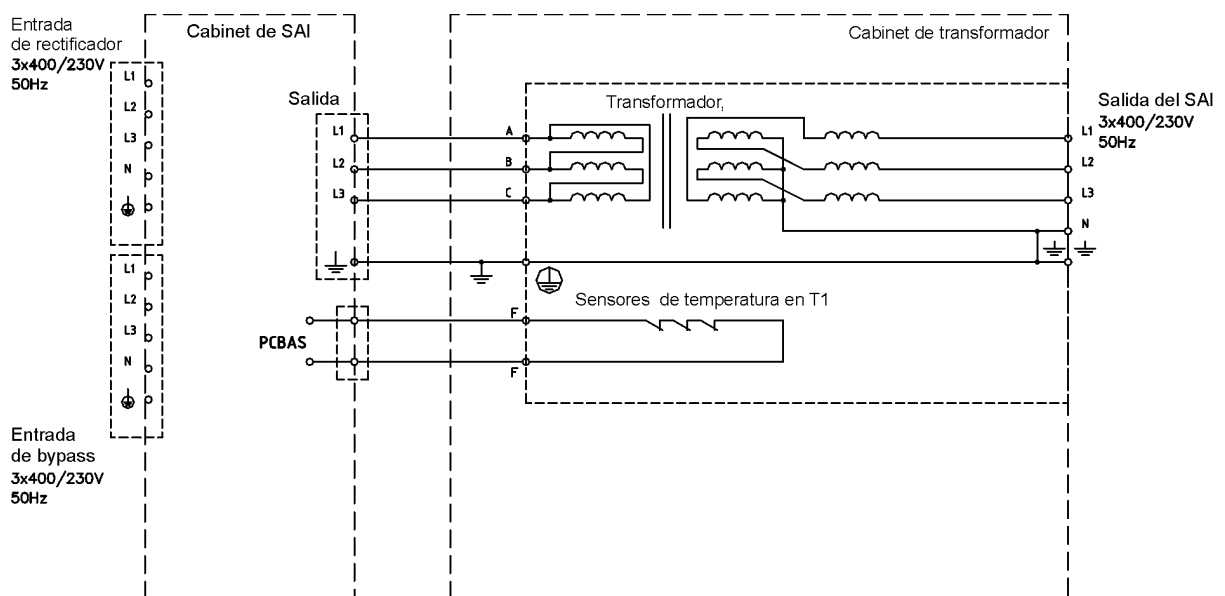 Entrada
de rectificador
3x400/230V
50Hz
L1
L2
L3
N
Cabinet de SAI
Salida
L1
L2
L3
Cabinet de transformador
Transformador,
A
B
C
Salida del SAI
3x400/230V
50Hz
L1
L2
L3
N
L1
L2
L3
N
Sensores de temperatura en T1
F
F
PCBAS
Entrada
de bypass
3x400/230V
50Hz